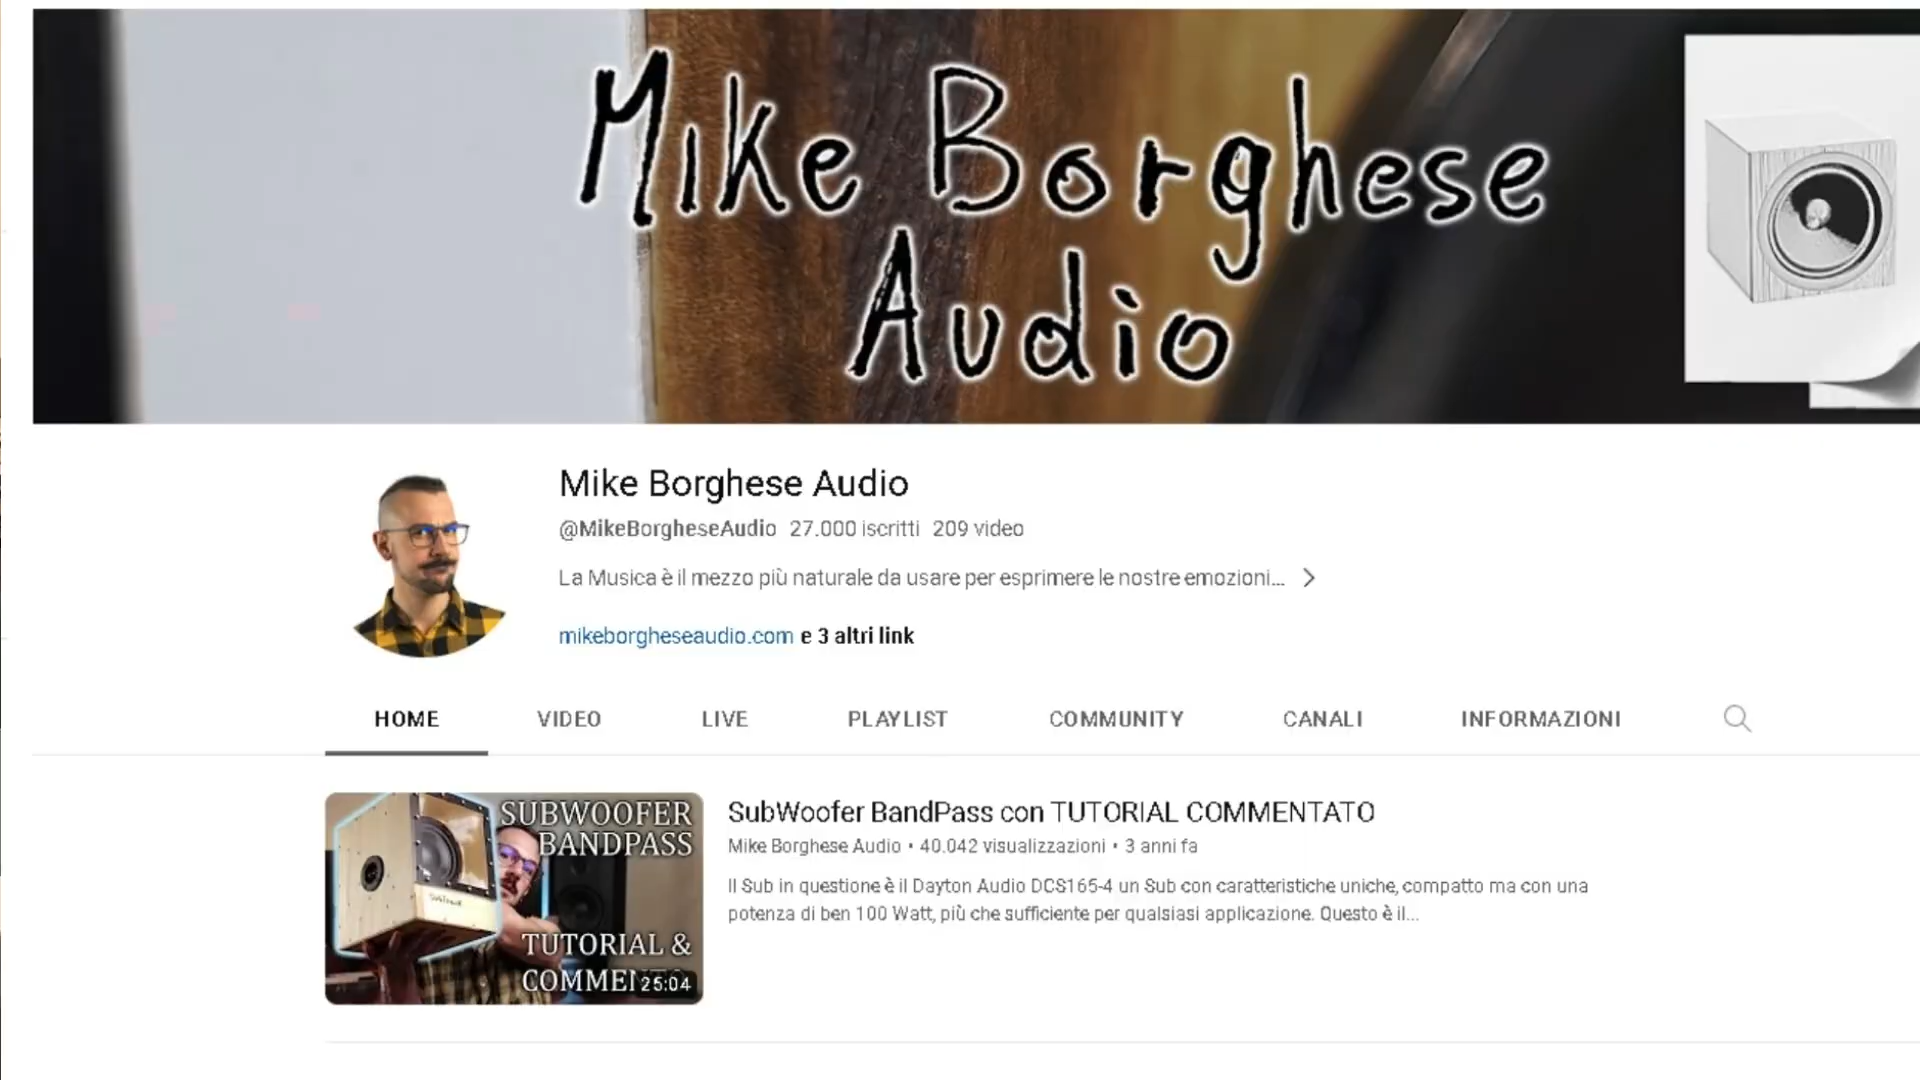 Mike Borghese
Audio
Mike Borghese Audio
@MikeBorgheseAudio 27.000 iscritti 209 video
La Musica è il mezzo più naturale da usare per esprimere le nostre emozioni...
mikeborgheseaudio.com e 3 altri link
HOME VIDEO LIVE PLAYLIST COMMUNITY CANALI INFORMAZIONI
SUBWOOFER
BANDPASS
TUTORIAL &
25:04
SubWoofer BandPass con TUTORIAL COMMENTATO
Mike Borghese Audio • 40.042 visualizzazioni • 3 anni fa
Il Sub in questione è il Dayton Audio DCS165-4 un Sub con caratteristiche uniche, compatto ma con una
potenza di ben 100 Watt, più che sufficiente per qualsiasi applicazione. Questo è il...